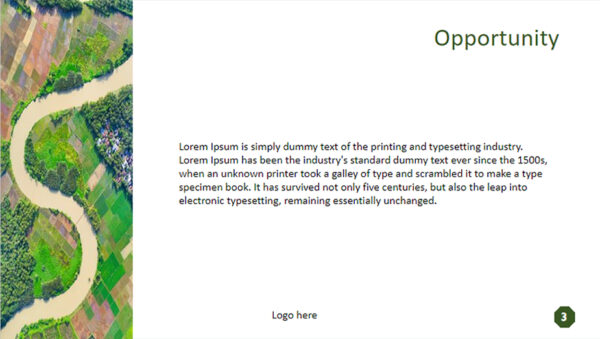 Opportunity
Lorem Ipsum is simply dummy text of the printing and typesetting industry.
Lorem Ipsum has been the industry's standard dummy text ever since the 1500s,
when an unknown printer took a galley of type and scrambled it to make a type
specimen book. It has survived not only five centuries, but also the leap into
electronic typesetting, remaining essentially unchanged.
Logo here
3